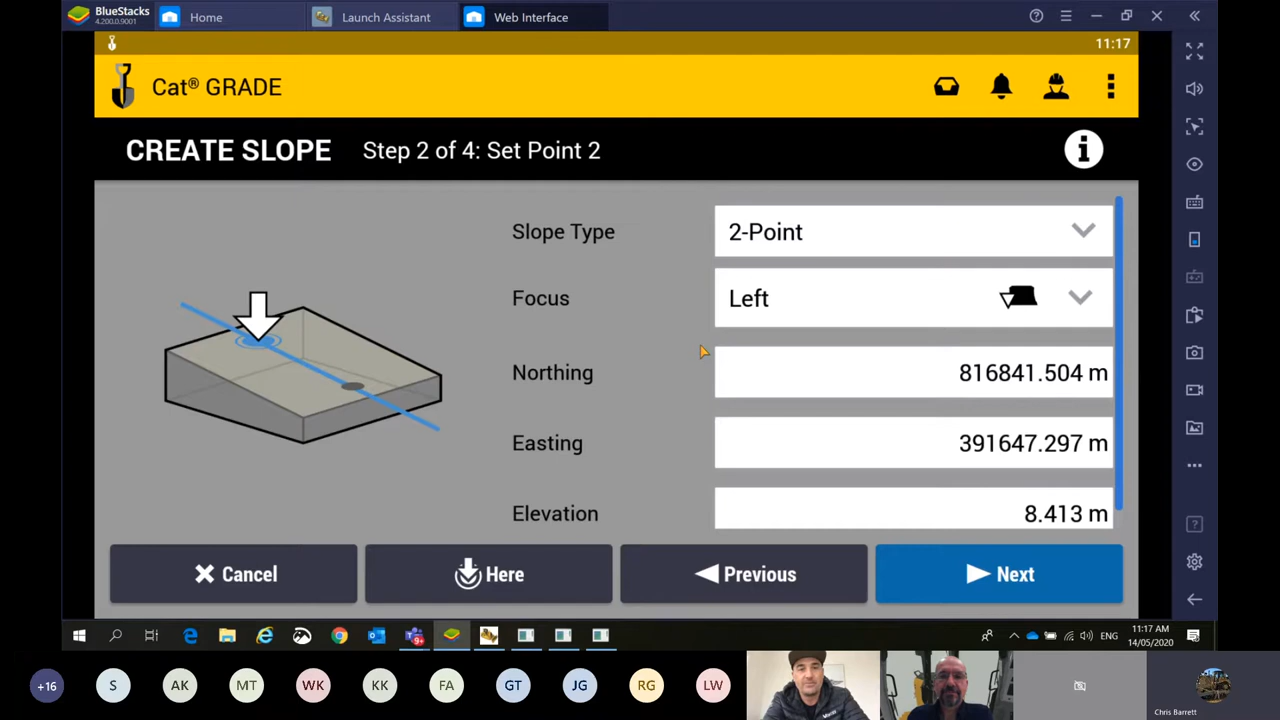 BlueStacks
4.200.0.9001
Home
Launch Assistant
Web Interface
11:17
Cat® GRADE
CREATE SLOPE Step 2 of 4: Set Point 2
Slope Type 2-Point
Focus Left
Northing 816841.504 m
Easting 391647.297 m
Elevation 8.413 m
Cancel
Here
Previous
Next
9+
ENG
11:17 AM
14/05/2020
+16
S
AK
MT
WK
KK
FA
GT
JG
RG
LW
Chris Barrett